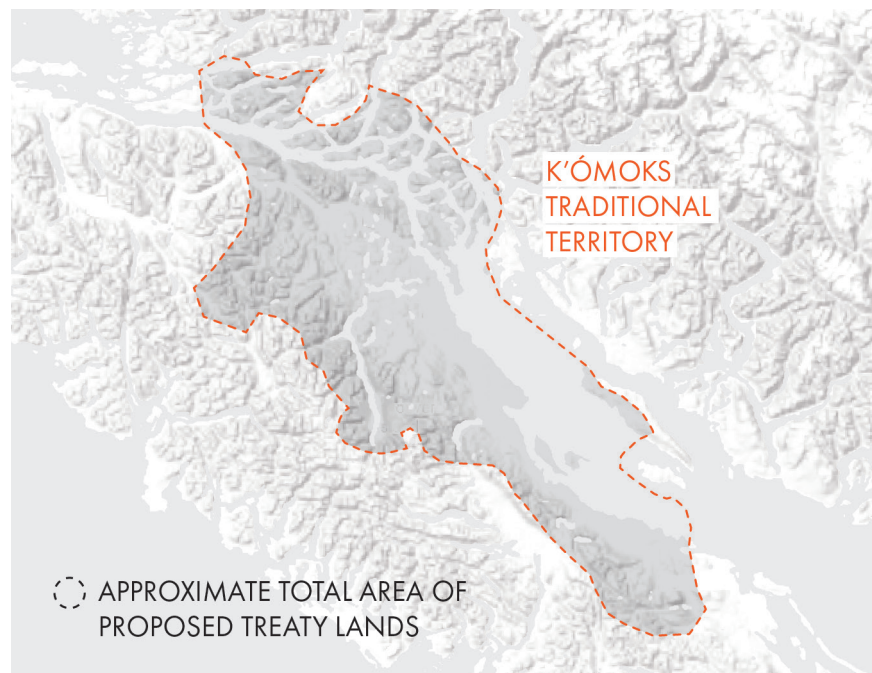 K'ÓMOKS
TRADITIONAL
TERRITORY
APPROXIMATE TOTAL AREA OF
PROPOSED TREATY LANDS